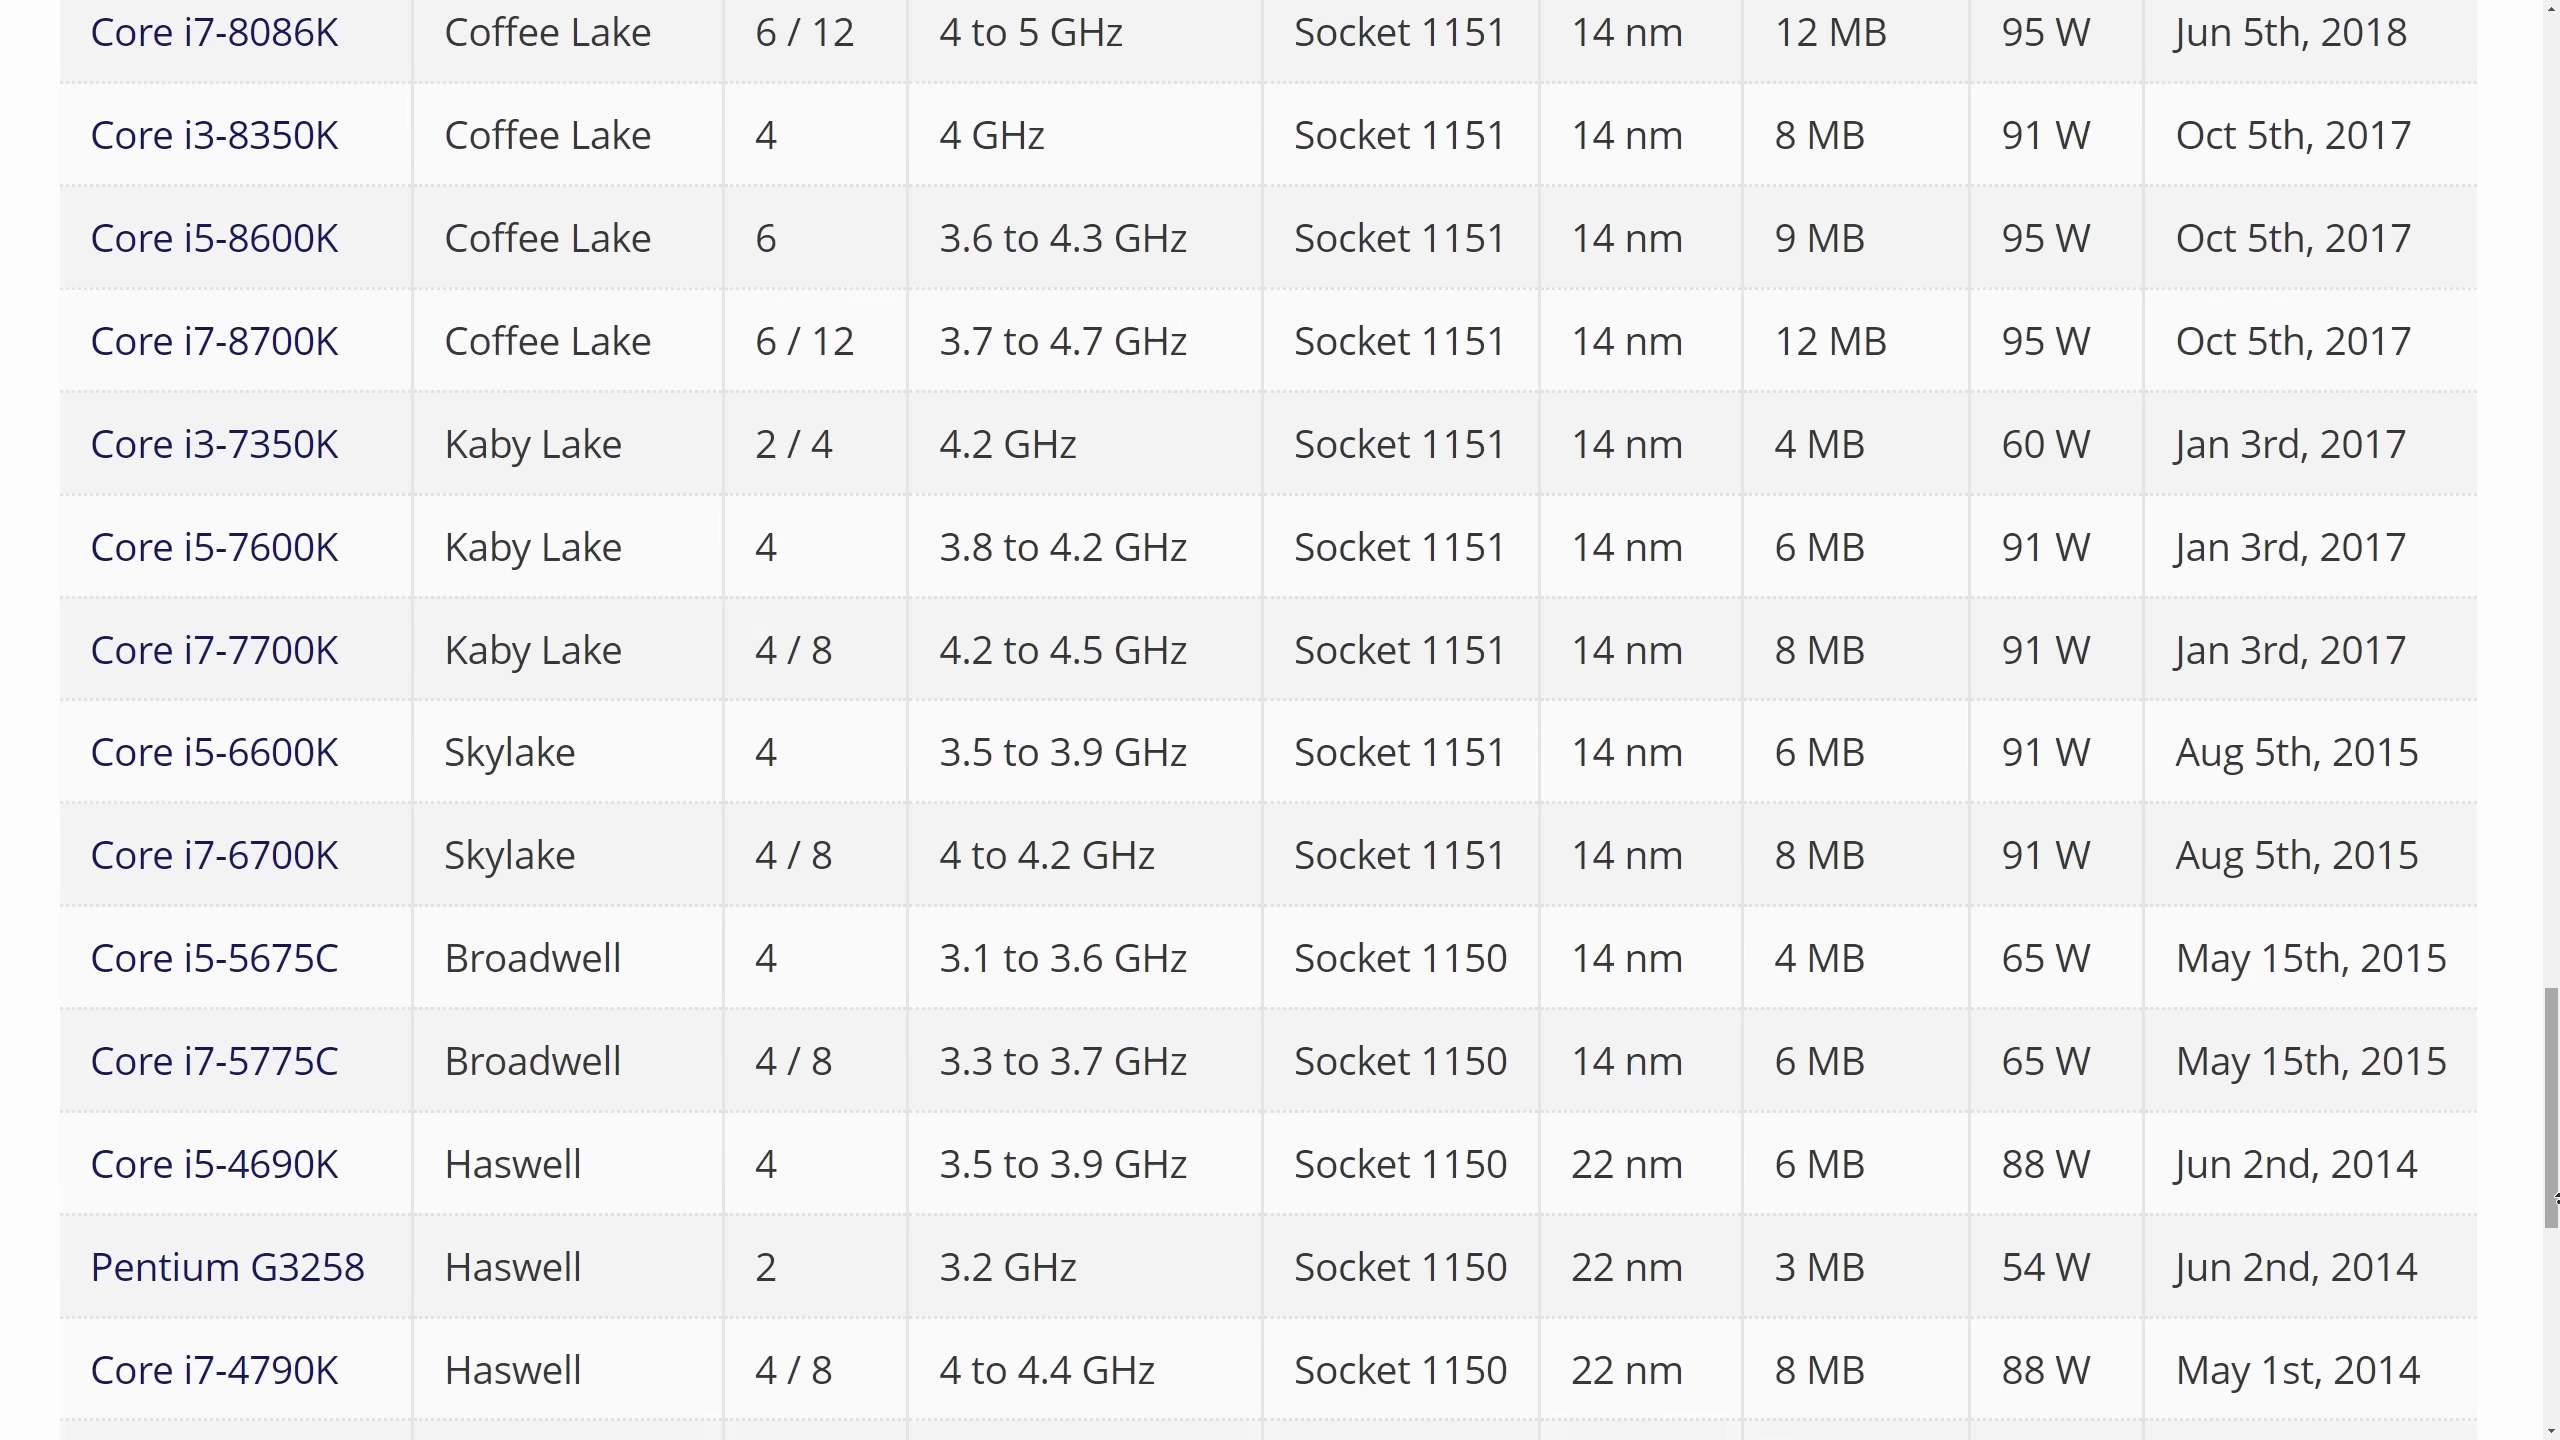 Core i7-8086K Coffee Lake 6 / 12 4 to 5 GHz Socket 1151 14 nm 12 MB 95 W Jun 5th, 2018
Core i3-8350K Coffee Lake 4 4 GHz Socket 1151 14 nm 8 MB 91 W Oct 5th, 2017
Core i5-8600K Coffee Lake 6 3.6 to 4.3 GHz Socket 1151 14 nm 9 MB 95 W Oct 5th, 2017
Core i7-8700K Coffee Lake 6 / 12 3.7 to 4.7 GHz Socket 1151 14 nm 12 MB 95 W Oct 5th, 2017
Core i3-7350K Kaby Lake 2 / 4 4.2 GHz Socket 1151 14 nm 4 MB 60 W Jan 3rd, 2017
Core i5-7600K Kaby Lake 4 3.8 to 4.2 GHz Socket 1151 14 nm 6 MB 91 W Jan 3rd, 2017
Core i7-7700K Kaby Lake 4 / 8 4.2 to 4.5 GHz Socket 1151 14 nm 8 MB 91 W Jan 3rd, 2017
Core i5-6600K Skylake 4 3.5 to 3.9 GHz Socket 1151 14 nm 6 MB 91 W Aug 5th, 2015
Core i7-6700K Skylake 4 / 8 4 to 4.2 GHz Socket 1151 14 nm 8 MB 91 W Aug 5th, 2015
Core i5-5675C Broadwell 4 3.1 to 3.6 GHz Socket 1150 14 nm 4 MB 65 W May 15th, 2015
Core i7-5775C Broadwell 4 / 8 3.3 to 3.7 GHz Socket 1150 14 nm 6 MB 65 W May 15th, 2015
Core i5-4690K Haswell 4 3.5 to 3.9 GHz Socket 1150 22 nm 6 MB 88 W Jun 2nd, 2014
Pentium G3258 Haswell 2 3.2 GHz Socket 1150 22 nm 3 MB 54 W Jun 2nd, 2014
Core i7-4790K Haswell 4 / 8 4 to 4.4 GHz Socket 1150 22 nm 8 MB 88 W May 1st, 2014